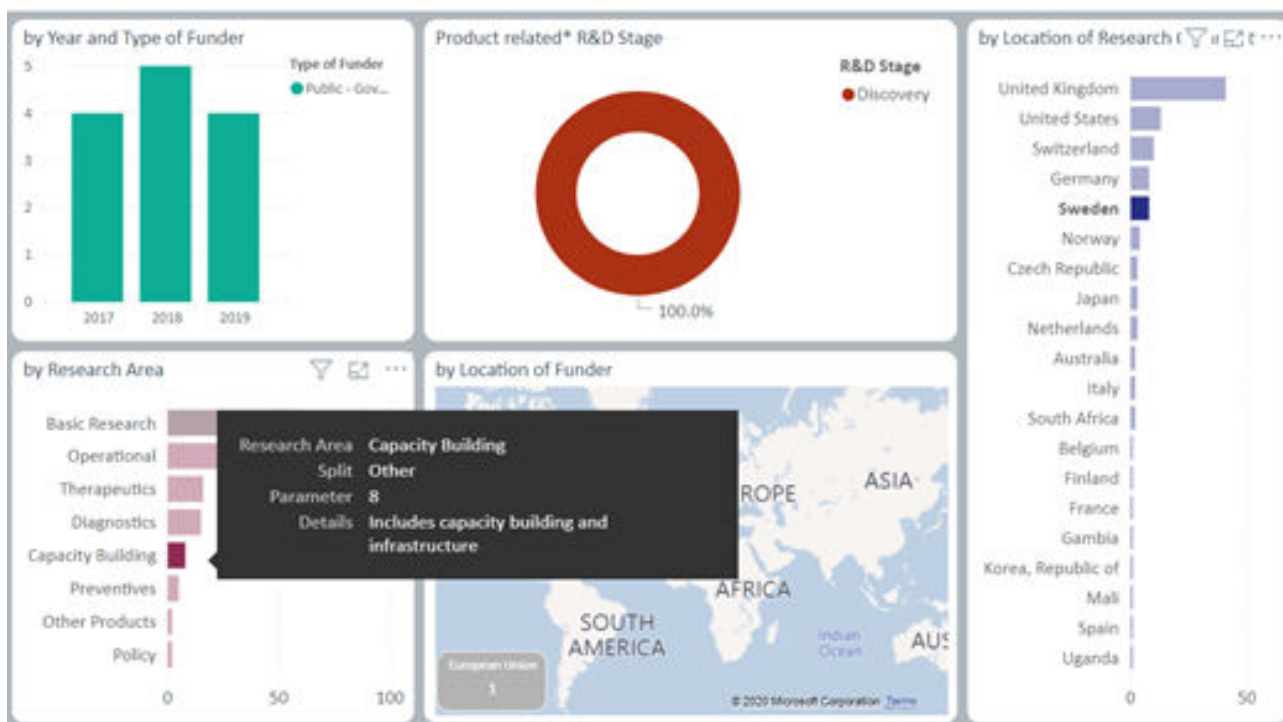 by Year and Type of Funder
5
4
3
2
1
0
2017
2018
2019
Type of Funder
Public - Gov...
Product related* R&D Stage
R&D Stage
Discovery
100.0%
by Location of Research
United Kingdom
United States
Switzerland
Germany
Sweden
Norway
Czech Republic
Japan
Netherlands
Australia
Italy
South Africa
Belgium
Finland
France
Gambia
Korea, Republic of
Mali
Spain
Uganda
0
50
by Research Area
Basic Research
Operational
Therapeutics
Diagnostics
Capacity Building
Preventives
Other Products
Policy
0
50
100
Research Area Capacity Building
Split Other
Parameter 8
Details Includes capacity building and
infrastructure
by Location of Funder
ROPE
ASIA
AFRICA
SOUTH
AMERICA
Indian
Ocean
AUS
European Union
1
© 2020 Microsoft Corporation Terms